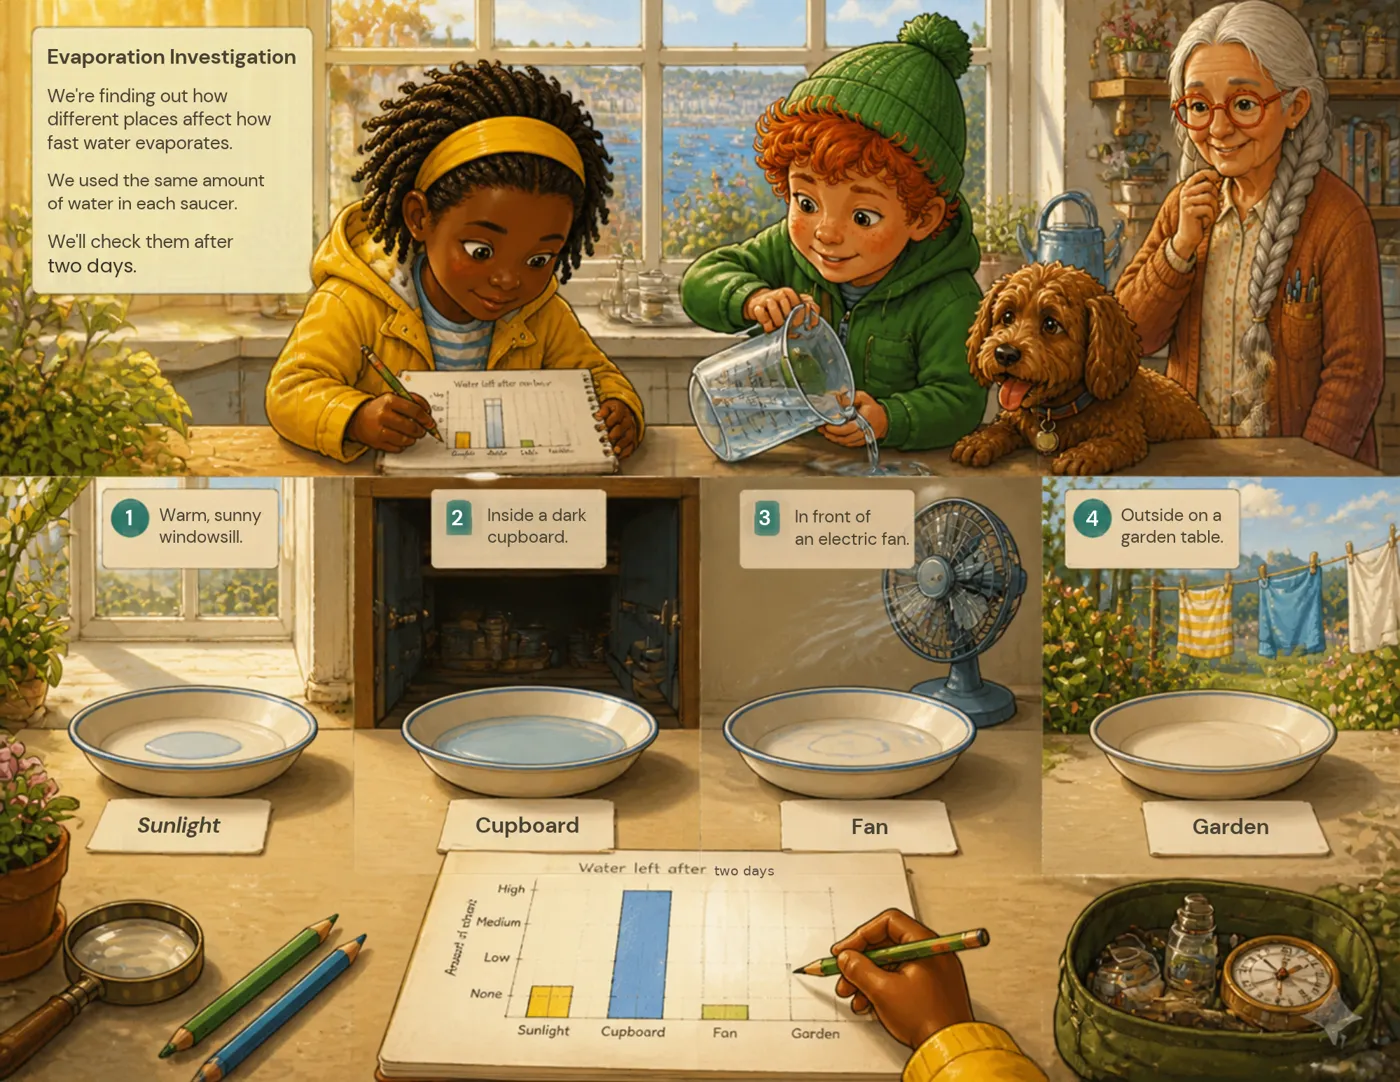 Evaporation Investigation
We're finding out how
different places affect how
fast water evaporates.
We used the same amount
of water in each saucer.
We'll check them after
two days.
Water left after
1
Warm, sunny
windowsill.
2
Inside a dark
cupboard.
3
In front of
an electric fan.
4
Outside on a
garden table.
Sunlight
Cupboard
Fan
Garden
Water left after two days
High
Medium
Low
None
Sunlight
Cupboard
Fan
Garden